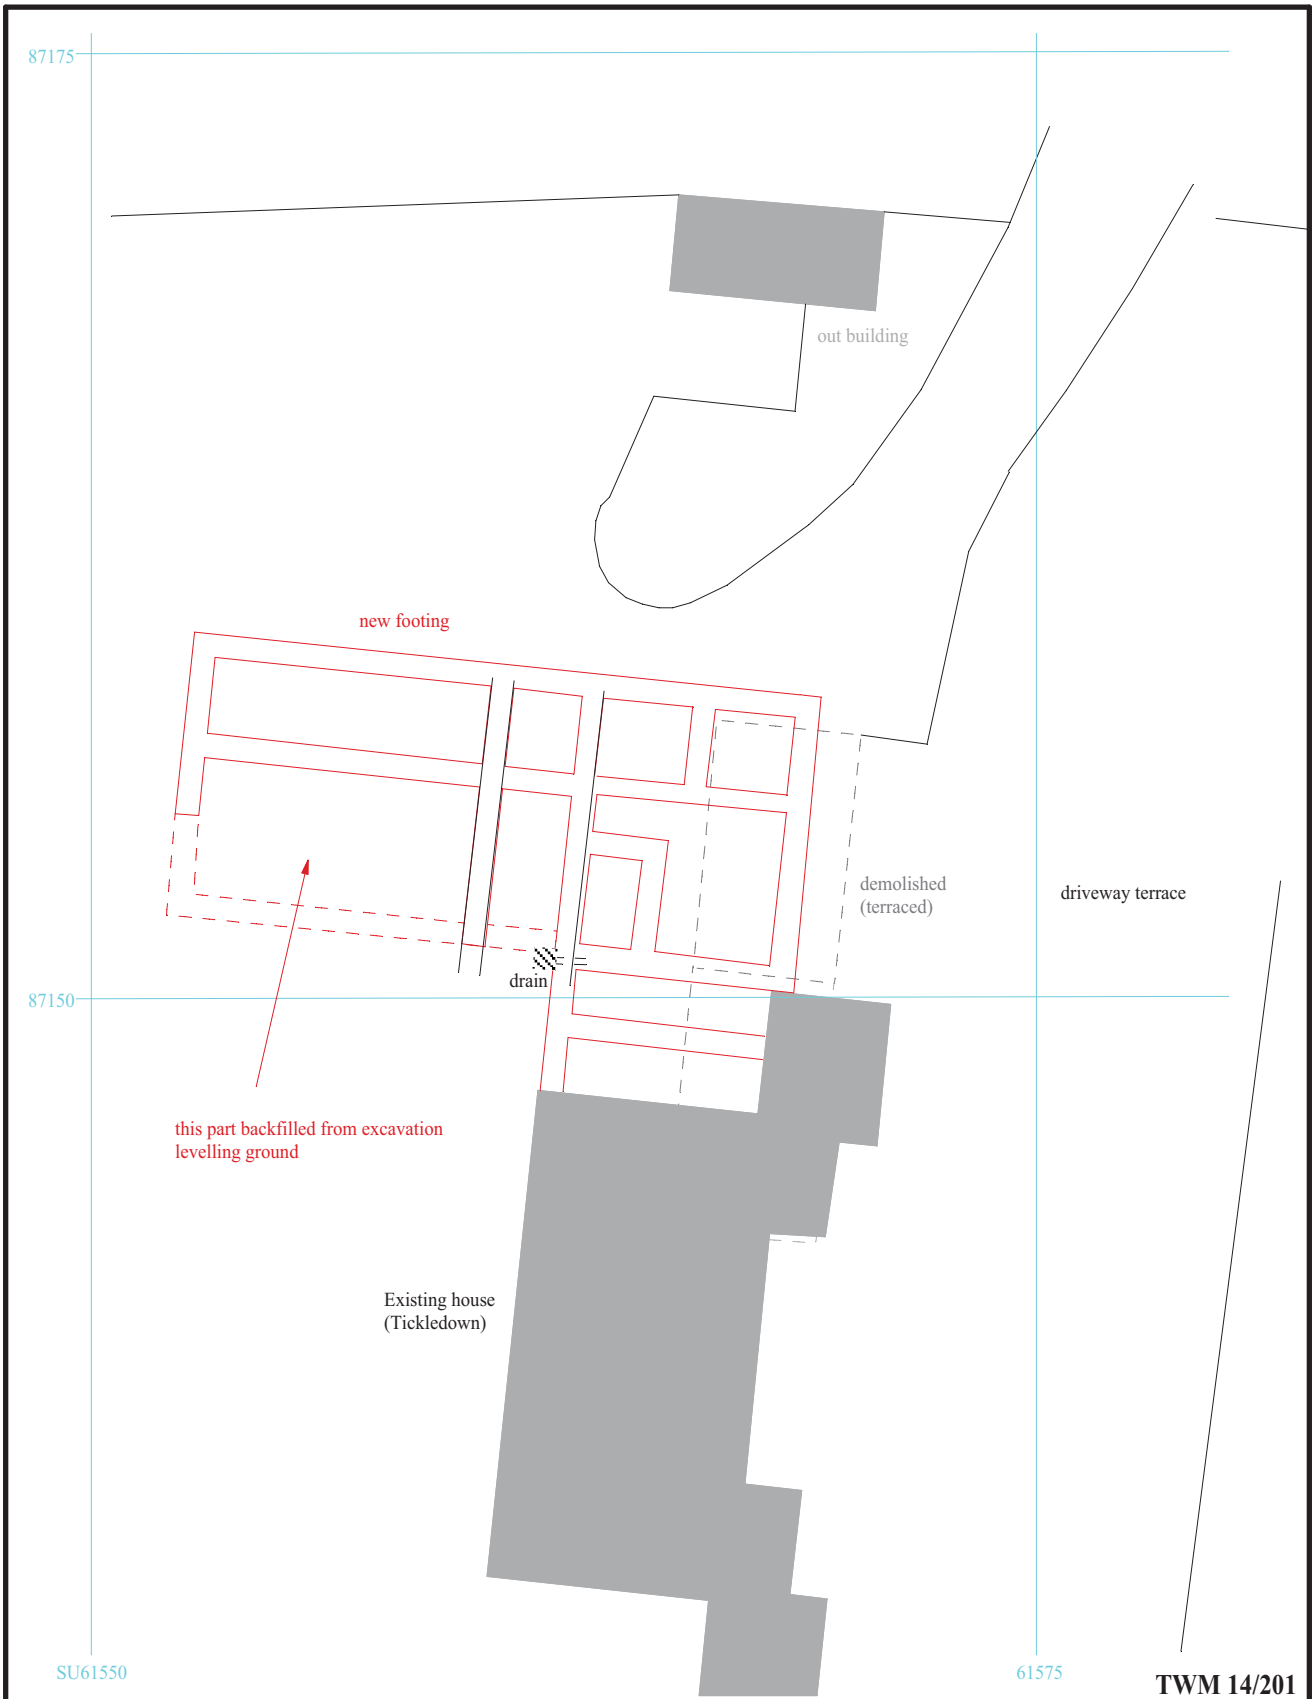 87175
out building
new footing
demolished
(terraced)
driveway terrace
drain
87150
this part backfilled from excavation
levelling ground
Existing house
(Tickledown)
SU61550
61575
TWM 14/201